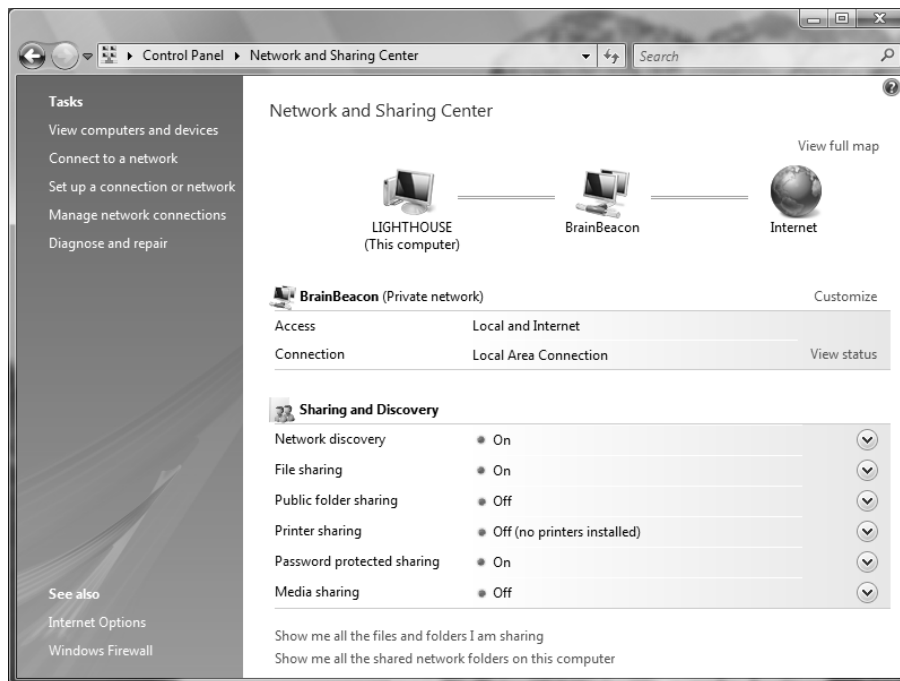 Control Panel Network and Sharing Center Search
Tasks
View computers and devices
Connect to a network
Set up a connection or network
Manage network connections
Diagnose and repair
See also
Internet Options
Windows Firewall
Network and Sharing Center
View full map
LIGHTHOUSE
(This computer)
BrainBeacon
Internet
BrainBeacon (Private network) Customize
Access Local and Internet
Connection Local Area Connection View status
Sharing and Discovery
Network discovery On
File sharing On
Public folder sharing Off
Printer sharing Off (no printers installed)
Password protected sharing On
Media sharing Off
Show me all the files and folders I am sharing
Show me all the shared network folders on this computer